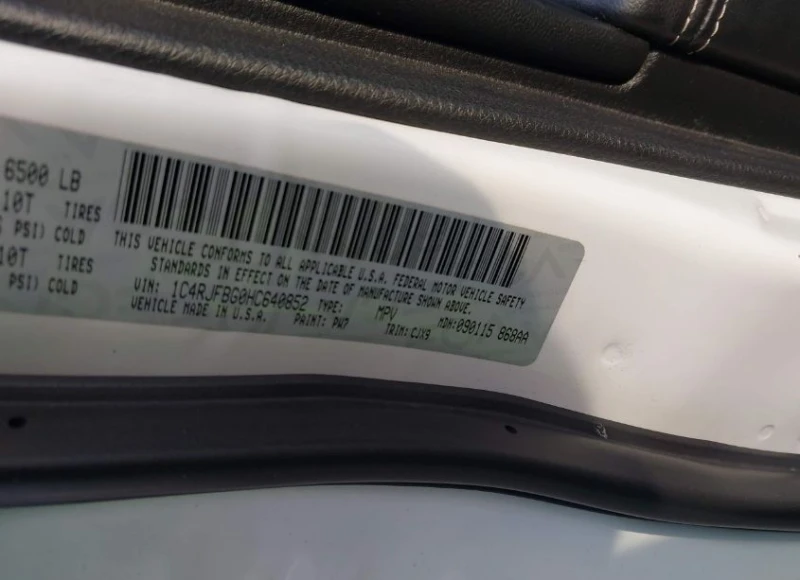 6500 LB
10T TIRES
PSI) COLD
10T TIRES
PSI) COLD
THIS VEHICLE CONFORMS TO ALL APPLICABLE U.S.A. FEDERAL MOTOR VEHICLE SAFETY
STANDARDS IN EFFECT ON THE DATE OF MANUFACTURE SHOWN ABOVE.
VIN: 1C4RJFBG0HC640852 TYPE: MPV MDH:090115 868AA
VEHICLE MADE IN U.S.A. PAINT: PW7 TRIM:CJX9